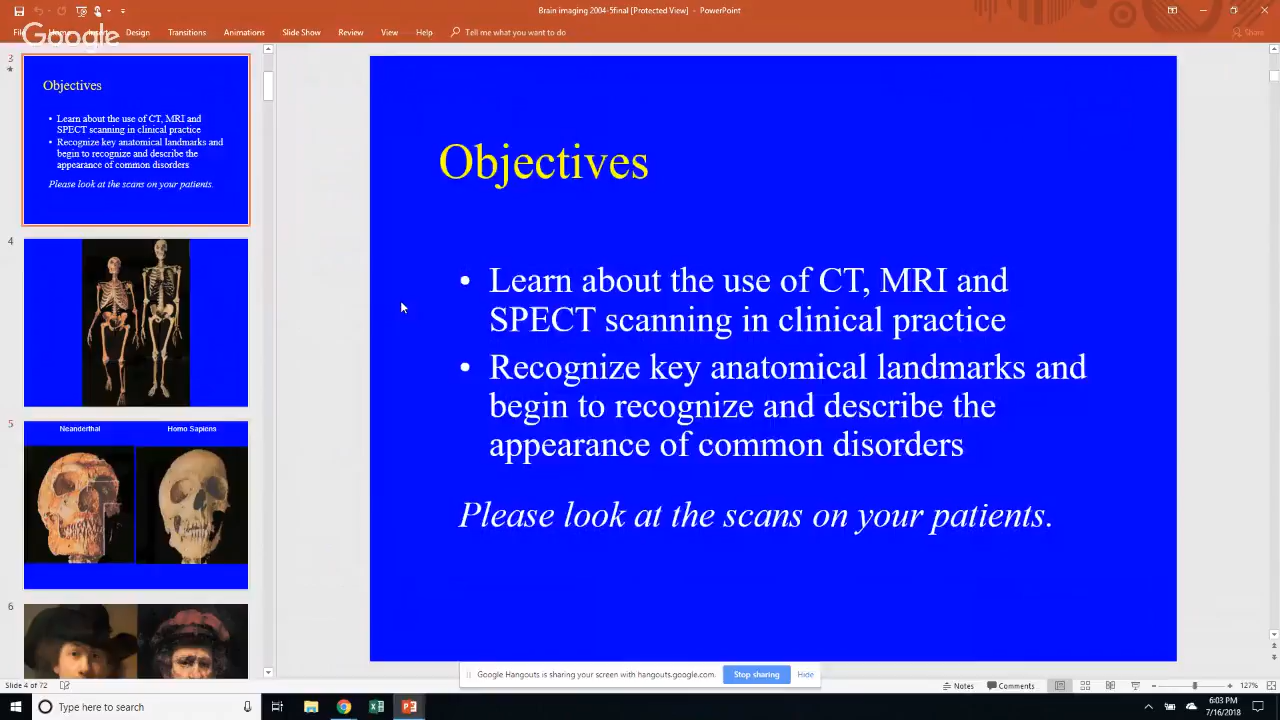 Brain imaging 2004-5final [Protected View] - PowerPoint
Google
Design Transitions Animations Slide Show Review View Help Tell me what you want to do Share
3
Objectives
• Learn about the use of CT, MRI and
SPECT scanning in clinical practice
• Recognize key anatomical landmarks and
begin to recognize and describe the
appearance of common disorders
Please look at the scans on your patients.
4
5
Neanderthal Homo Sapiens
6
Objectives
• Learn about the use of CT, MRI and
SPECT scanning in clinical practice
• Recognize key anatomical landmarks and
begin to recognize and describe the
appearance of common disorders
Please look at the scans on your patients.
Google Hangouts is sharing your screen with hangouts.google.com. Stop sharing Hide
Slide 4 of 72 Notes Comments 127%
Type here to search
6:03 PM
7/16/2018